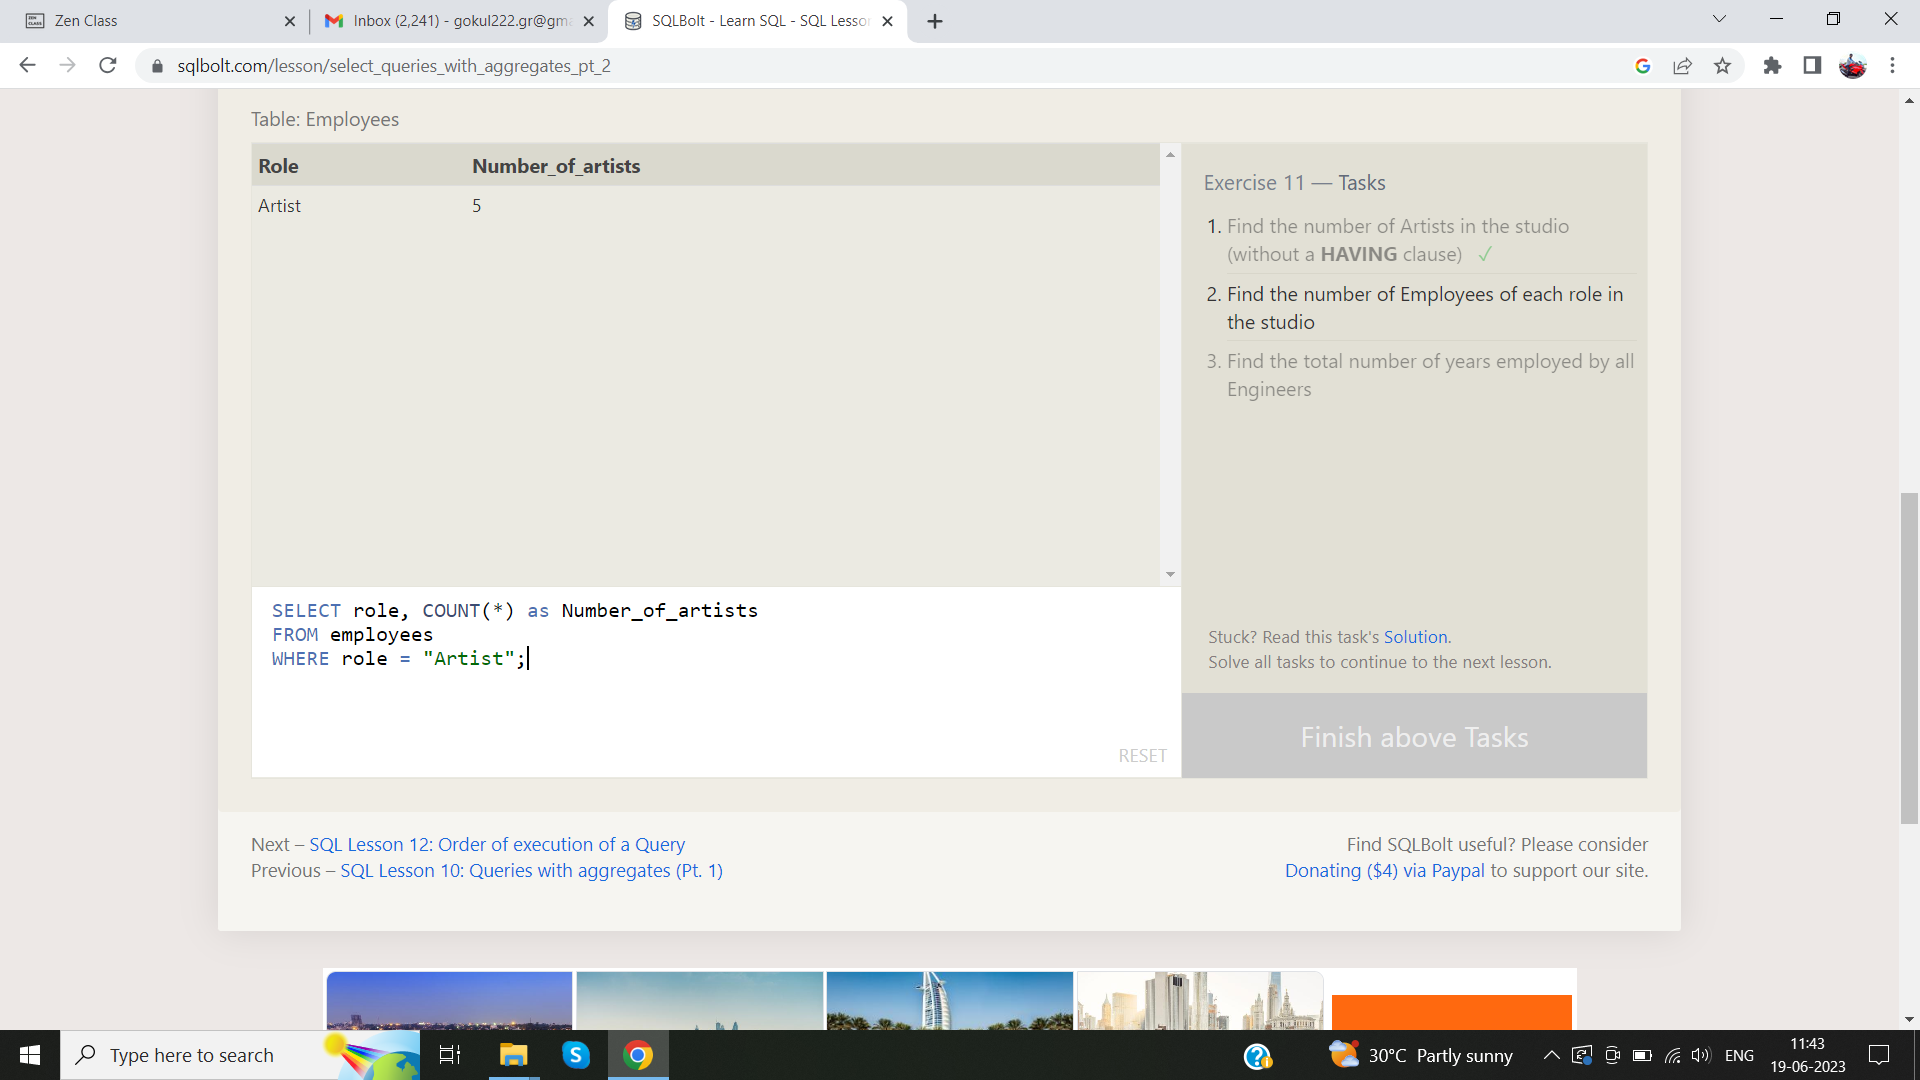 Zen Class
Inbox (2,241) - gokul222.gr@gm
SQLBolt - Learn SQL - SQL Lesson
sqlbolt.com/lesson/select_queries_with_aggregates_pt_2
Table: Employees
Role Number_of_artists
Artist 5
Exercise 11 — Tasks
1. Find the number of Artists in the studio
(without a HAVING clause) ✓
2. Find the number of Employees of each role in
the studio
3. Find the total number of years employed by all
Engineers
SELECT role, COUNT(*) as Number_of_artists
FROM employees
WHERE role = "Artist";
RESET
Stuck? Read this task's Solution.
Solve all tasks to continue to the next lesson.
Finish above Tasks
Next – SQL Lesson 12: Order of execution of a Query
Previous – SQL Lesson 10: Queries with aggregates (Pt. 1)
Find SQLBolt useful? Please consider
Donating ($4) via Paypal to support our site.
Type here to search
30°C Partly sunny
ENG
11:43
19-06-2023